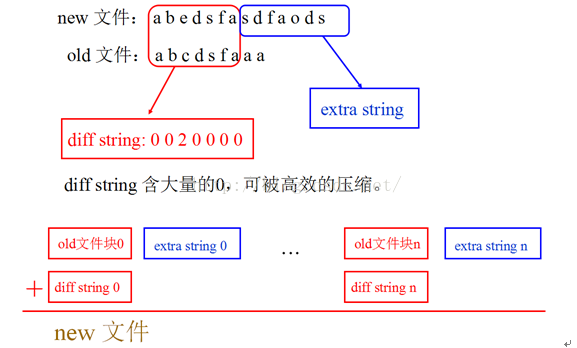 new 文件： a b e d s f a s d f a o d s
old 文件： a b c d s f a a a
extra string
diff string: 0 0 2 0 0 0 0
diff string 含大量的0，可被高效的压缩。
old文件块0 extra string 0 … old文件块n extra string n
+ diff string 0 diff string n
new 文件